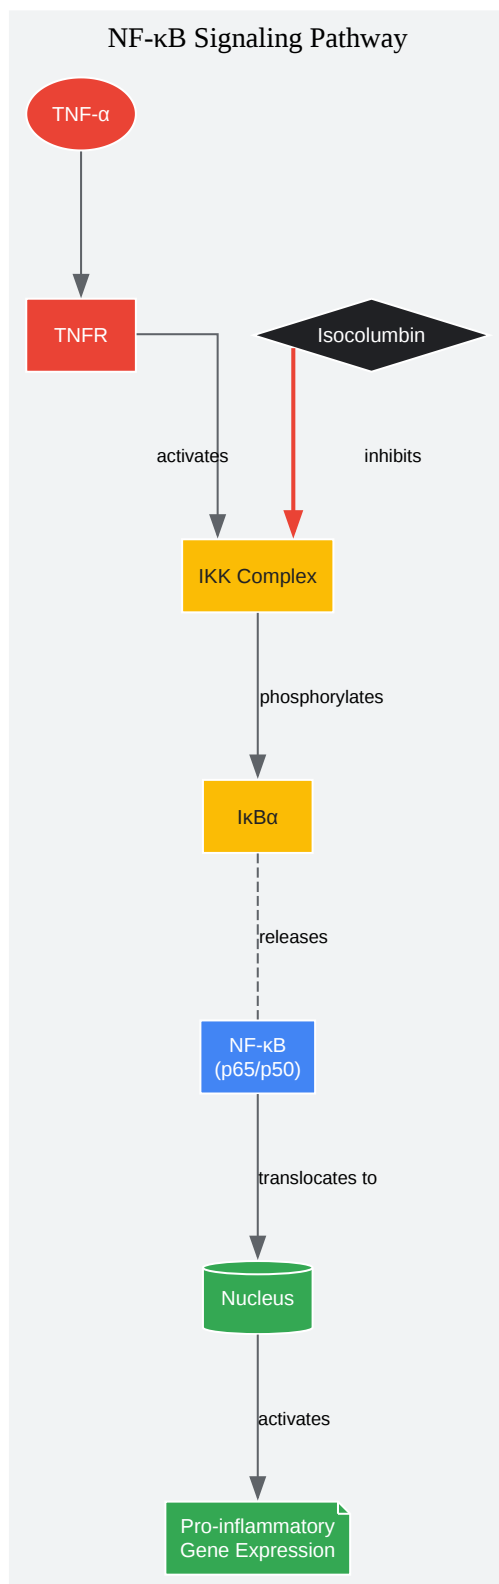 NF-κB Signaling Pathway
TNF-α
TNFR
Isocolumbin
activates
inhibits
IKK Complex
phosphorylates
IκBα
releases
NF-κB
(p65/p50)
translocates to
Nucleus
activates
Pro-inflammatory
Gene Expression